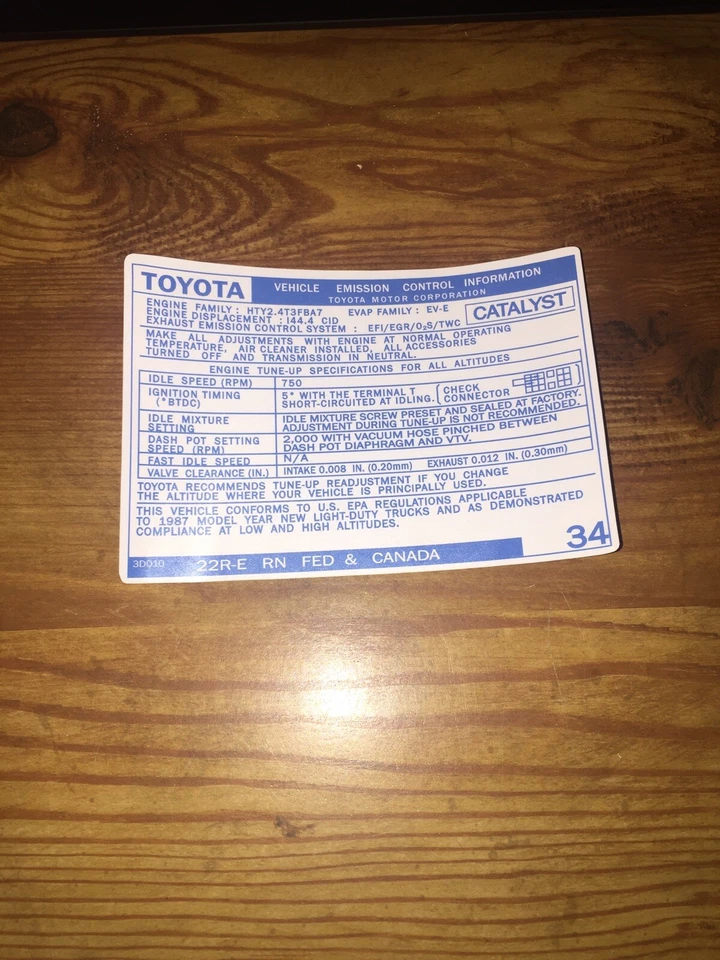 TOYOTA
VEHICLE EMISSION CONTROL INFORMATION
TOYOTA MOTOR CORPORATION
ENGINE FAMILY : HTY2.4T3FBA7 EVAP FAMILY : EV-E
ENGINE DISPLACEMENT : 144.4 CID
EXHAUST EMISSION CONTROL SYSTEM : EFI/EGR/O₂S/TWC
CATALYST
MAKE ALL ADJUSTMENTS WITH ENGINE AT NORMAL OPERATING
TEMPERATURE, AIR CLEANER INSTALLED, ALL ACCESSORIES
TURNED OFF AND TRANSMISSION IN NEUTRAL.
ENGINE TUNE-UP SPECIFICATIONS FOR ALL ALTITUDES
IDLE SPEED (RPM) 750
IGNITION TIMING 5° WITH THE TERMINAL T CHECK
(°BTDC) SHORT-CIRCUITED AT IDLING. CONNECTOR
IDLE MIXTURE IDLE MIXTURE SCREW PRESET AND SEALED AT FACTORY.
SETTING ADJUSTMENT DURING TUNE-UP IS NOT RECOMMENDED.
DASH POT SETTING 2,000 WITH VACUUM HOSE PINCHED BETWEEN
SPEED (RPM) DASH POT DIAPHRAGM AND VTV.
FAST IDLE SPEED N/A
VALVE CLEARANCE (IN.) INTAKE 0.008 IN. (0.20mm) EXHAUST 0.012 IN. (0.30mm)
TOYOTA RECOMMENDS TUNE-UP READJUSTMENT IF YOU CHANGE
THE ALTITUDE WHERE YOUR VEHICLE IS PRINCIPALLY USED.
THIS VEHICLE CONFORMS TO U.S. EPA REGULATIONS APPLICABLE
TO 1987 MODEL YEAR NEW LIGHT-DUTY TRUCKS AND AS DEMONSTRATED
COMPLIANCE AT LOW AND HIGH ALTITUDES.
34
3D010 22R-E RN FED & CANADA